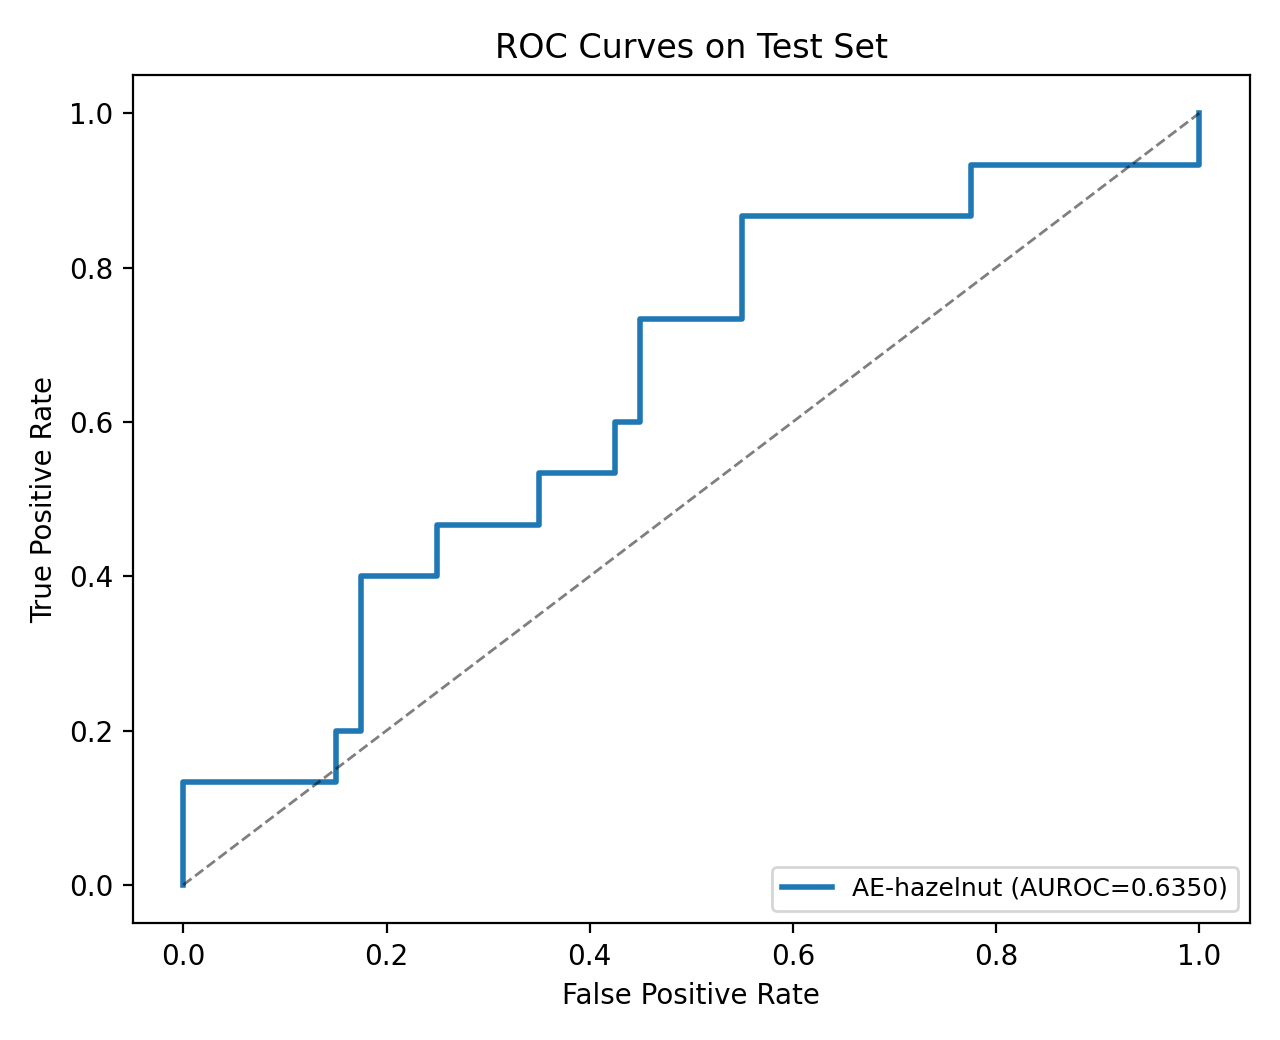 ROC Curves on Test Set
True Positive Rate
1.0
0.8
0.6
0.4
0.2
0.0
AE-hazelnut (AUROC=0.6350)
0.0 0.2 0.4 0.6 0.8 1.0
False Positive Rate